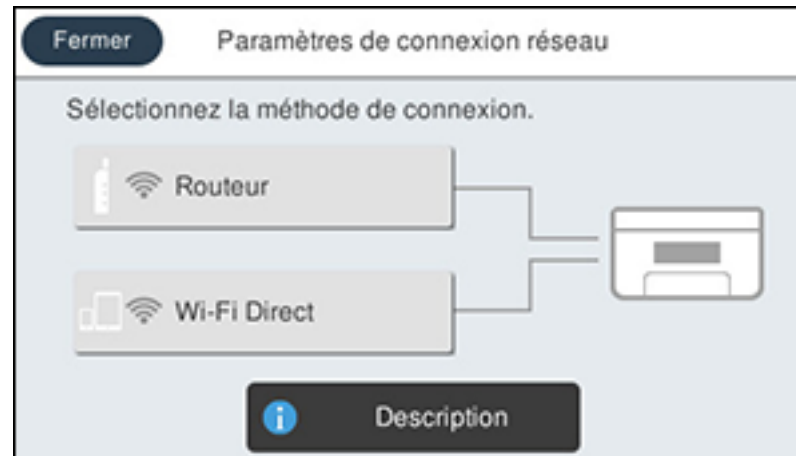 Fermer
Paramètres de connexion réseau
Sélectionnez la méthode de connexion.
Routeur
Wi-Fi Direct
Description